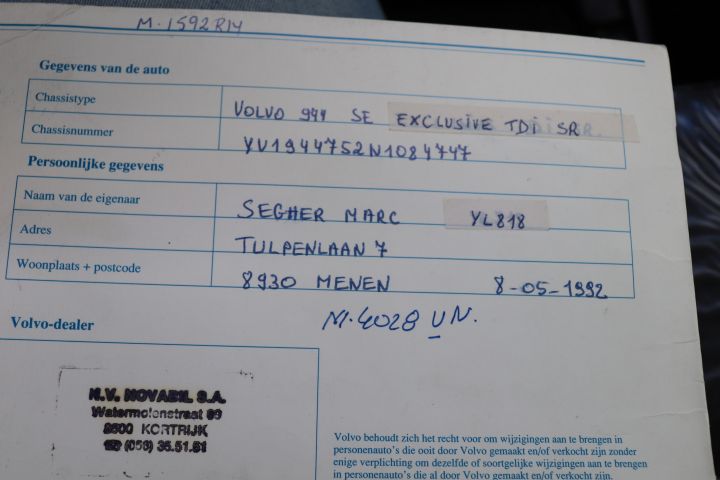 M-1592R14
Gegevens van de auto
Chassistype VOLVO 944 SE EXCLUSIVE TDi SRR.
Chassisnummer YV1944752N1084747
Persoonlijke gegevens
Naam van de eigenaar SEGHER MARC YL818
Adres TULPENLAAN 7
Woonplaats + postcode 8930 MENEN 8-05-1992
M.4028 UN.
Volvo-dealer
N.V. NOVABIL S.A.
Watermolenstraat 89
8500 KORTRIJK
☎ (056) 35.51.61
Volvo behoudt zich het recht voor om wijzigingen aan te brengen in
personenauto's die ooit door Volvo gemaakt en/of verkocht zijn zonder
enige verplichting om dezelfde of soortgelijke wijzigingen aan te brengen
in personenauto's die al door Volvo gemaakt en/of verkocht zijn.